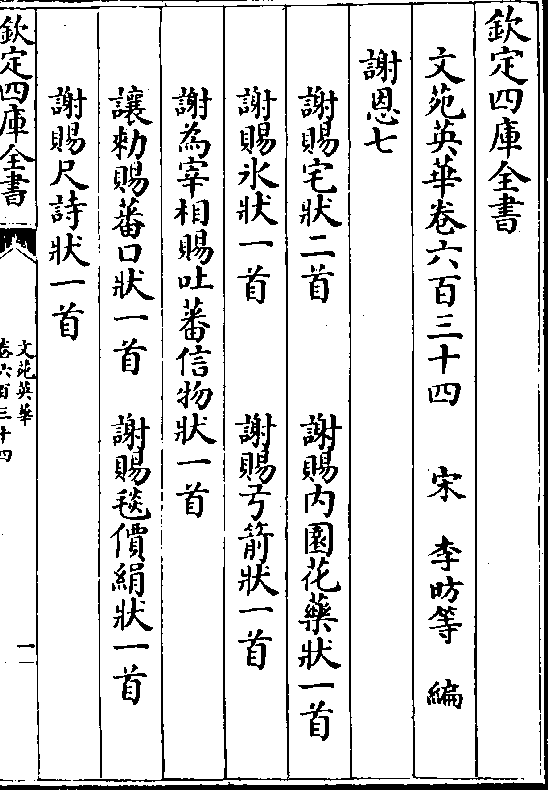 欽定四庫全書
文苑英華卷六百三十四 宋 李昉等 編
謝恩七
謝賜宅狀二首 謝賜内園花藥狀一首
謝賜氷狀一首 謝賜弓箭狀一首
謝為宰相賜吐蕃信物狀一首
讓勅賜蕃口狀一首 謝賜毯價絹狀一首
謝賜尺詩狀一首
欽定四庫全書
文苑英華
卷六百三十四
一